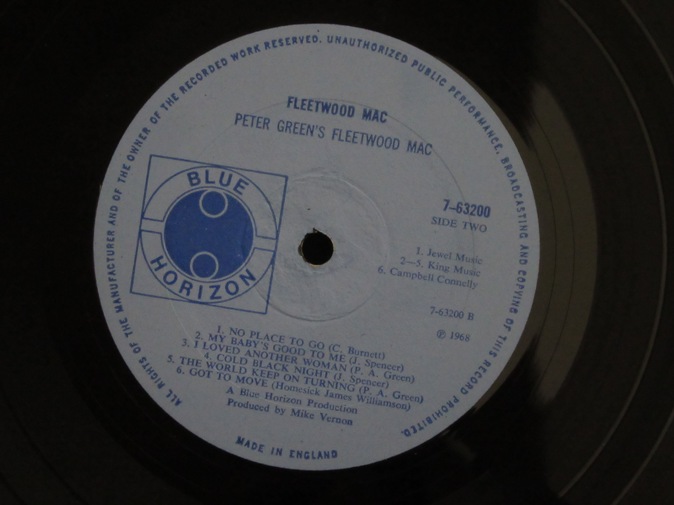 ALL RIGHTS OF THE MANUFACTURER AND OF THE OWNER OF THE RECORDED WORK RESERVED. UNAUTHORIZED PUBLIC PERFORMANCE, BROADCASTING AND COPYING OF THIS RECORD PROHIBITED.
FLEETWOOD MAC
PETER GREEN'S FLEETWOOD MAC
BLUE
HORIZON
7–63200
SIDE TWO
1. Jewel Music
2—5. King Music
6. Campbell Connelly
7-63200 B
℗ 1968
1. NO PLACE TO GO (C. Burnett)
2. MY BABY'S GOOD TO ME (J. Spencer)
3. I LOVED ANOTHER WOMAN (P. A. Green)
4. COLD BLACK NIGHT (J. Spencer)
5. THE WORLD KEEP ON TURNING (P. A. Green)
6. GOT TO MOVE (Homesick James Williamson)
A Blue Horizon Production
Produced by Mike Vernon
MADE IN ENGLAND